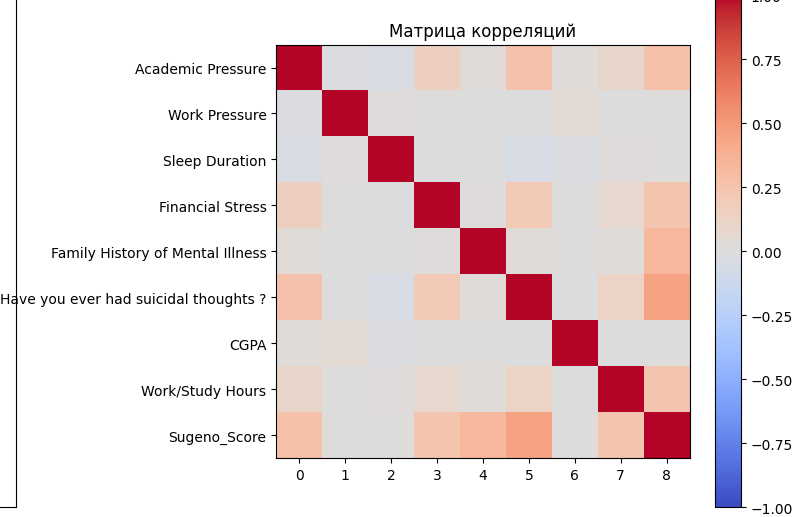 Матрица корреляций
Academic Pressure
Work Pressure
Sleep Duration
Financial Stress
Family History of Mental Illness
Have you ever had suicidal thoughts ?
CGPA
Work/Study Hours
Sugeno_Score
0 1 2 3 4 5 6 7 8
1.00
0.75
0.50
0.25
0.00
−0.25
−0.50
−0.75
−1.00